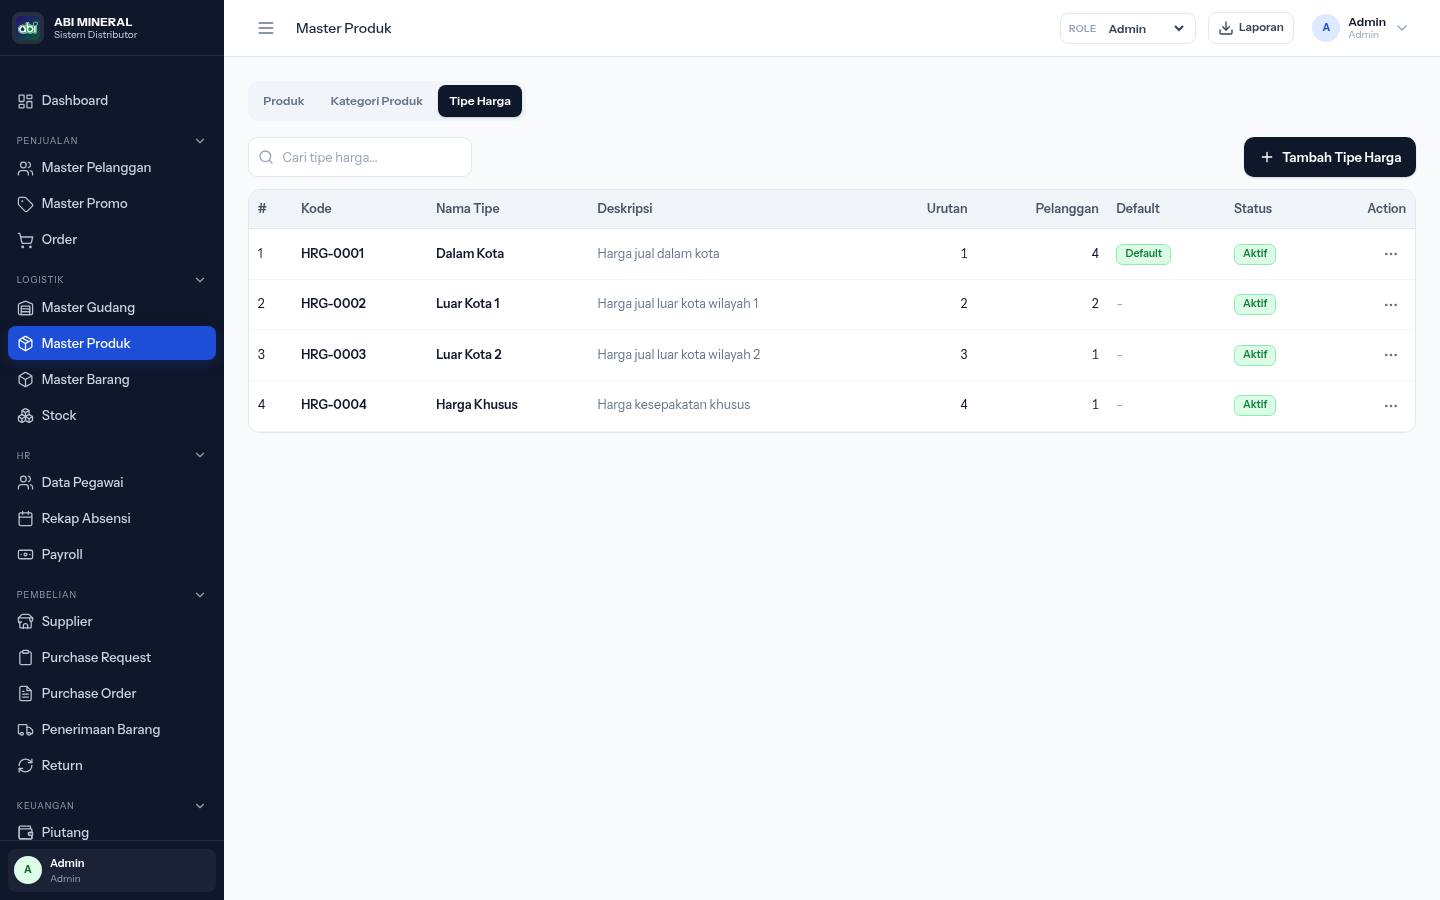 abi
ABI MINERAL
Sistem Distributor
Master Produk
ROLE Admin
Laporan
A
Admin
Admin
Dashboard
PENJUALAN
Master Pelanggan
Master Promo
Order
LOGISTIK
Master Gudang
Master Produk
Master Barang
Stock
HR
Data Pegawai
Rekap Absensi
Payroll
PEMBELIAN
Supplier
Purchase Request
Purchase Order
Penerimaan Barang
Return
KEUANGAN
Piutang
A
Admin
Admin
Produk Kategori Produk Tipe Harga
Cari tipe harga...
+ Tambah Tipe Harga
# Kode Nama Tipe Deskripsi Urutan Pelanggan Default Status Action
1 HRG-0001 Dalam Kota Harga jual dalam kota 1 4 Default Aktif ...
2 HRG-0002 Luar Kota 1 Harga jual luar kota wilayah 1 2 2 - Aktif ...
3 HRG-0003 Luar Kota 2 Harga jual luar kota wilayah 2 3 1 - Aktif ...
4 HRG-0004 Harga Khusus Harga kesepakatan khusus 4 1 - Aktif ...